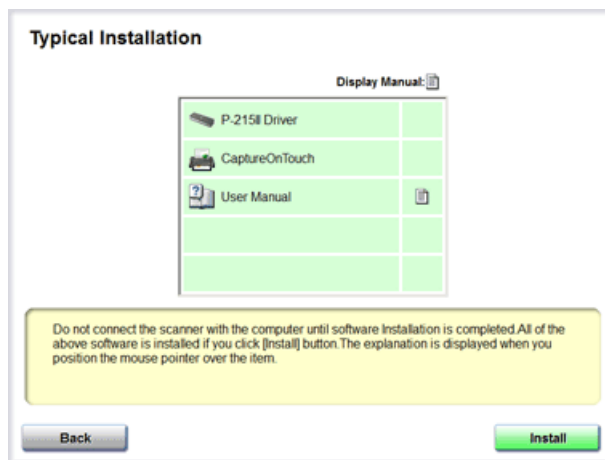 Typical Installation
Display Manual:
P-215II Driver
CaptureOnTouch
User Manual
Do not connect the scanner with the computer until software Installation is completed.All of the
above software is installed if you click [Install] button.The explanation is displayed when you
position the mouse pointer over the item.
Back
Install